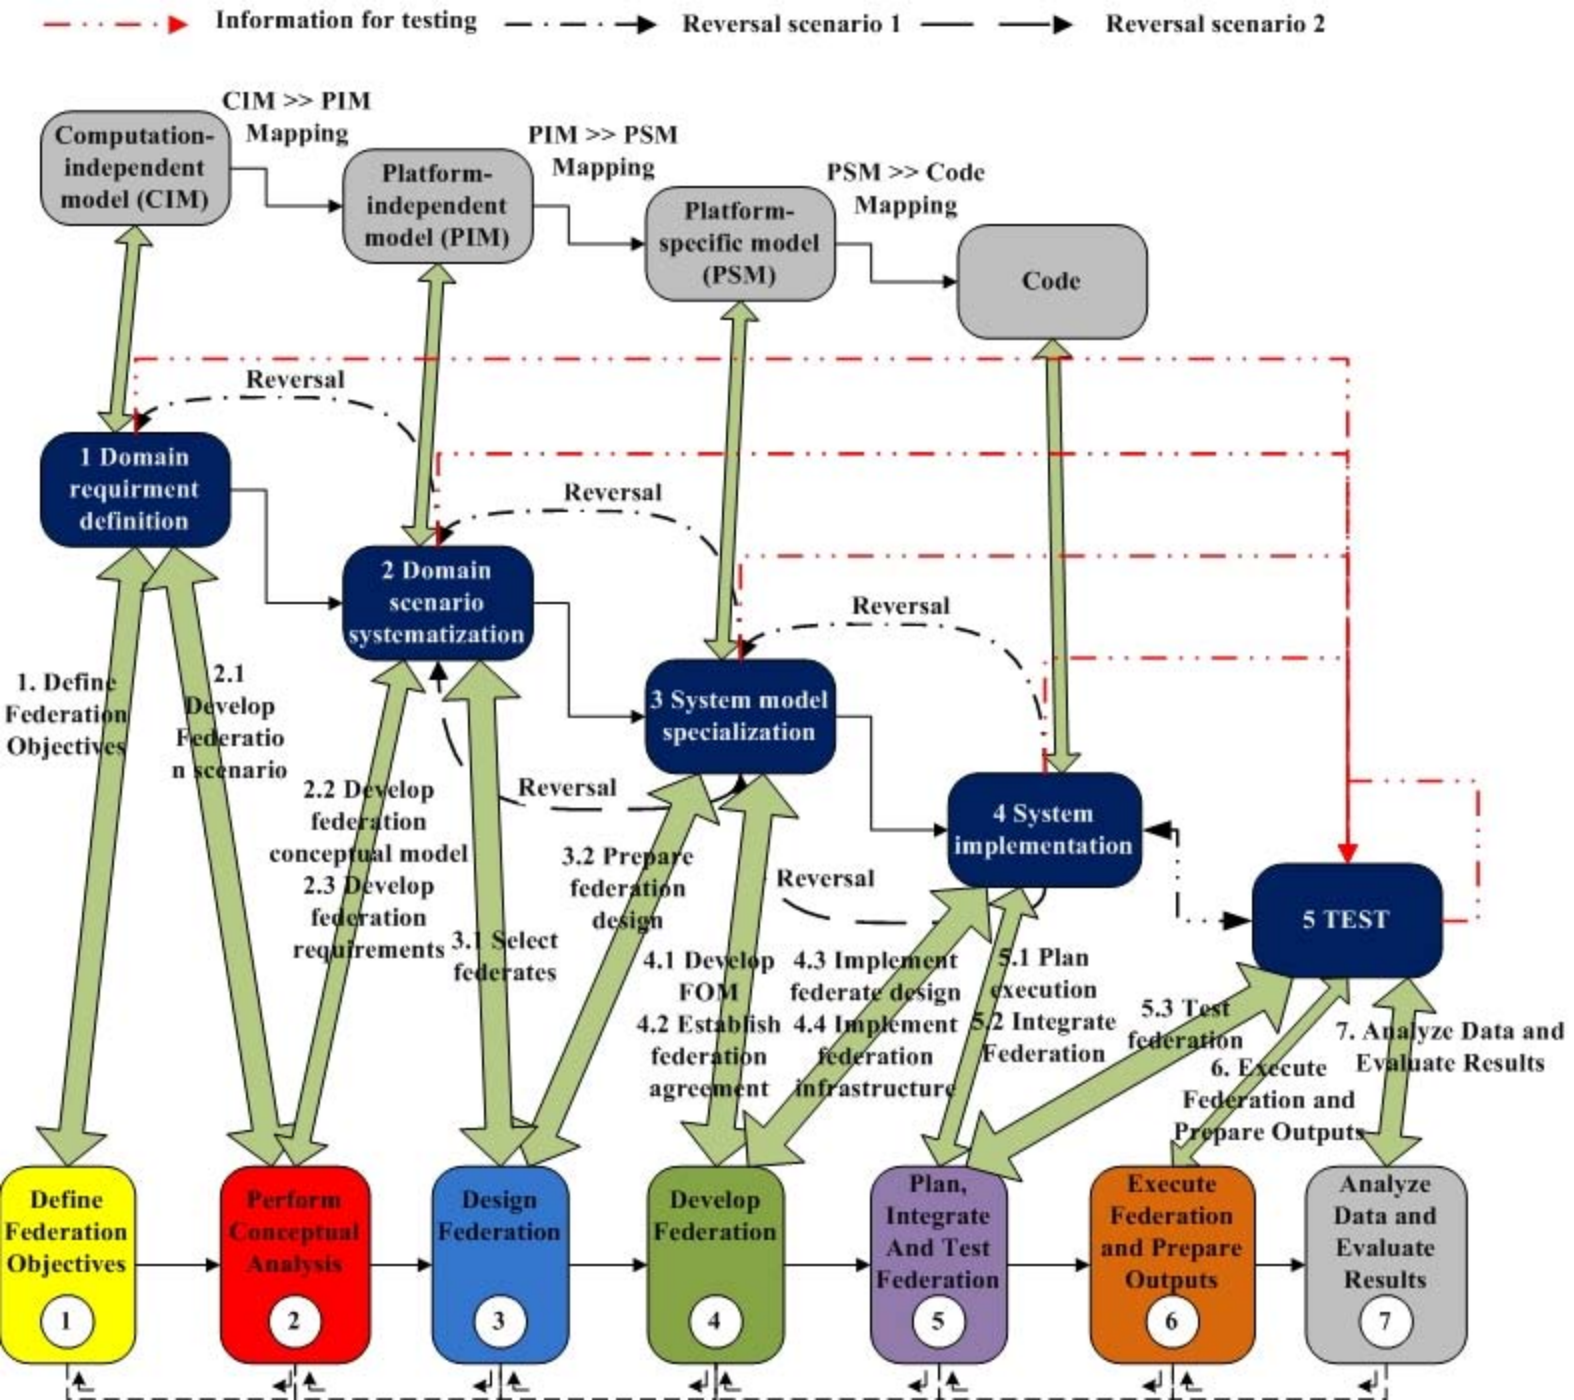 Information for testing
Reversal scenario 1
Reversal scenario 2
CIM >> PIM
Mapping
PIM >> PSM
Mapping
PSM >> Code
Mapping
Computation-
independent
model (CIM)
Platform-
independent
model (PIM)
Platform-
specific model
(PSM)
Code
Reversal
Reversal
Reversal
1 Domain
requirment
definition
2 Domain
scenario
systematization
3 System model
specialization
4 System
implementation
5 TEST
Reversal
Reversal
1. Define
Federation
Objectives
2.1
Develop
Federatio
n scenario
2.2 Develop
federation
conceptual model
2.3 Develop
federation
requirements
3.1 Select
federates
3.2 Prepare
federation
design
4.1 Develop
FOM
4.2 Establish
federation
agreement
4.3 Implement
federate design
4.4 Implement
federation
infrastructure
5.1 Plan
execution
5.2 Integrate
Federation
5.3 Test
federation
6. Execute
Federation and
Prepare Outputs
7. Analyze Data and
Evaluate Results
Define
Federation
Objectives
1
Perform
Conceptual
Analysis
2
Design
Federation
3
Develop
Federation
4
Plan,
Integrate
And Test
Federation
5
Execute
Federation
and Prepare
Outputs
6
Analyze
Data and
Evaluate
Results
7